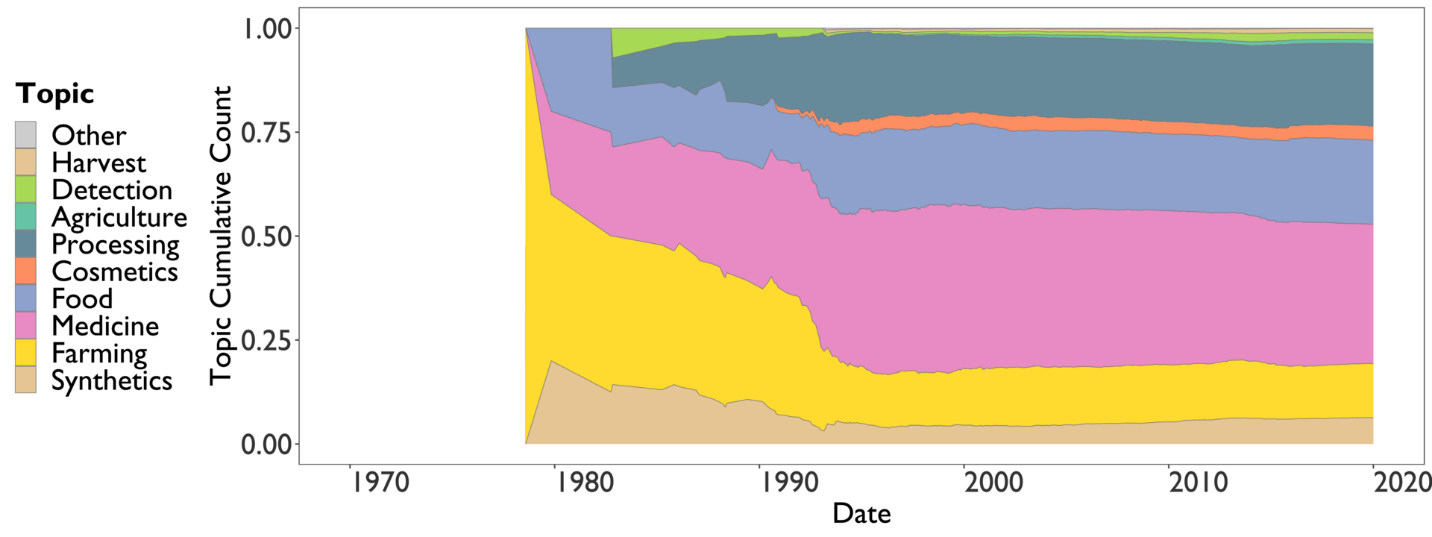 Topic
Other
Harvest
Detection
Agriculture
Processing
Cosmetics
Food
Medicine
Farming
Synthetics
Topic Cumulative Count
1.00
0.75
0.50
0.25
0.00
1970 1980 1990 2000 2010 2020
Date